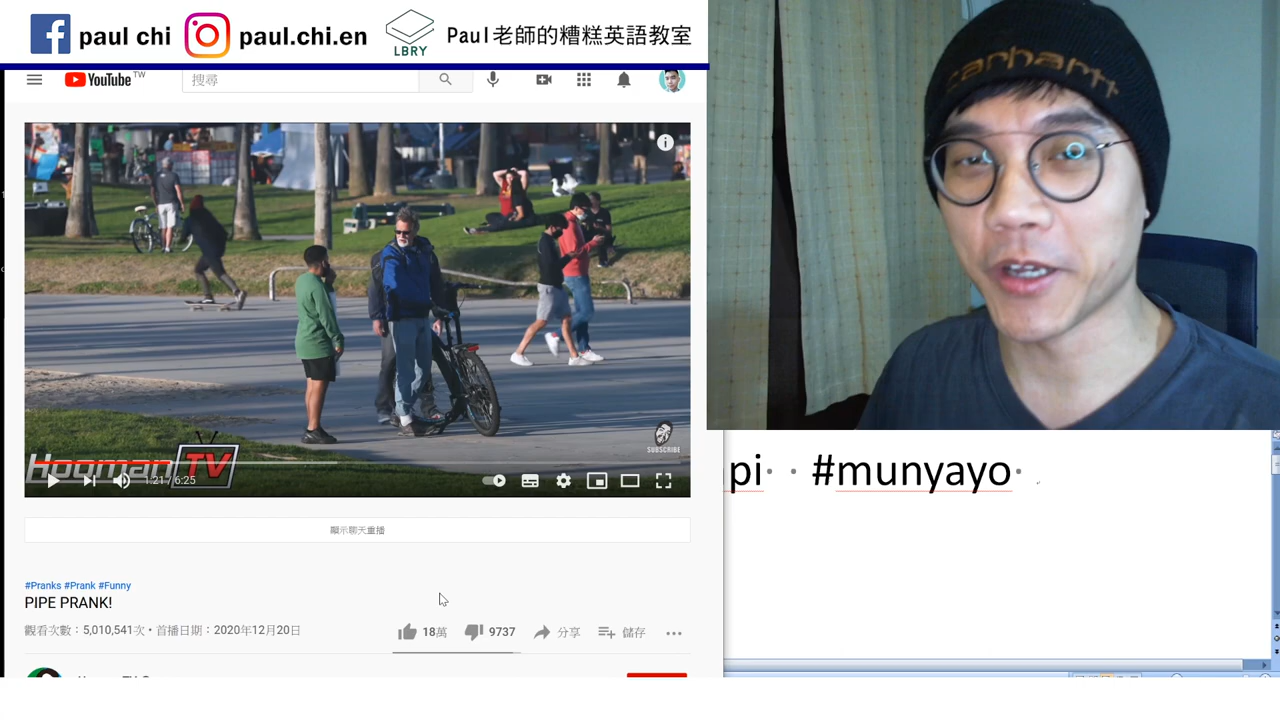 paul chi
paul.chi.en
LBRY
Paul老師的糟糕英語教室
YouTube TW
搜尋
carhartt
SUBSCRIBE
HoomanTV
1:21 / 6:25
顯示聊天重播
#Pranks #Prank #Funny
PIPE PRANK!
觀看次數：5,010,541次 • 首播日期：2020年12月20日
18萬
9737
分享
儲存
pi #munyayo